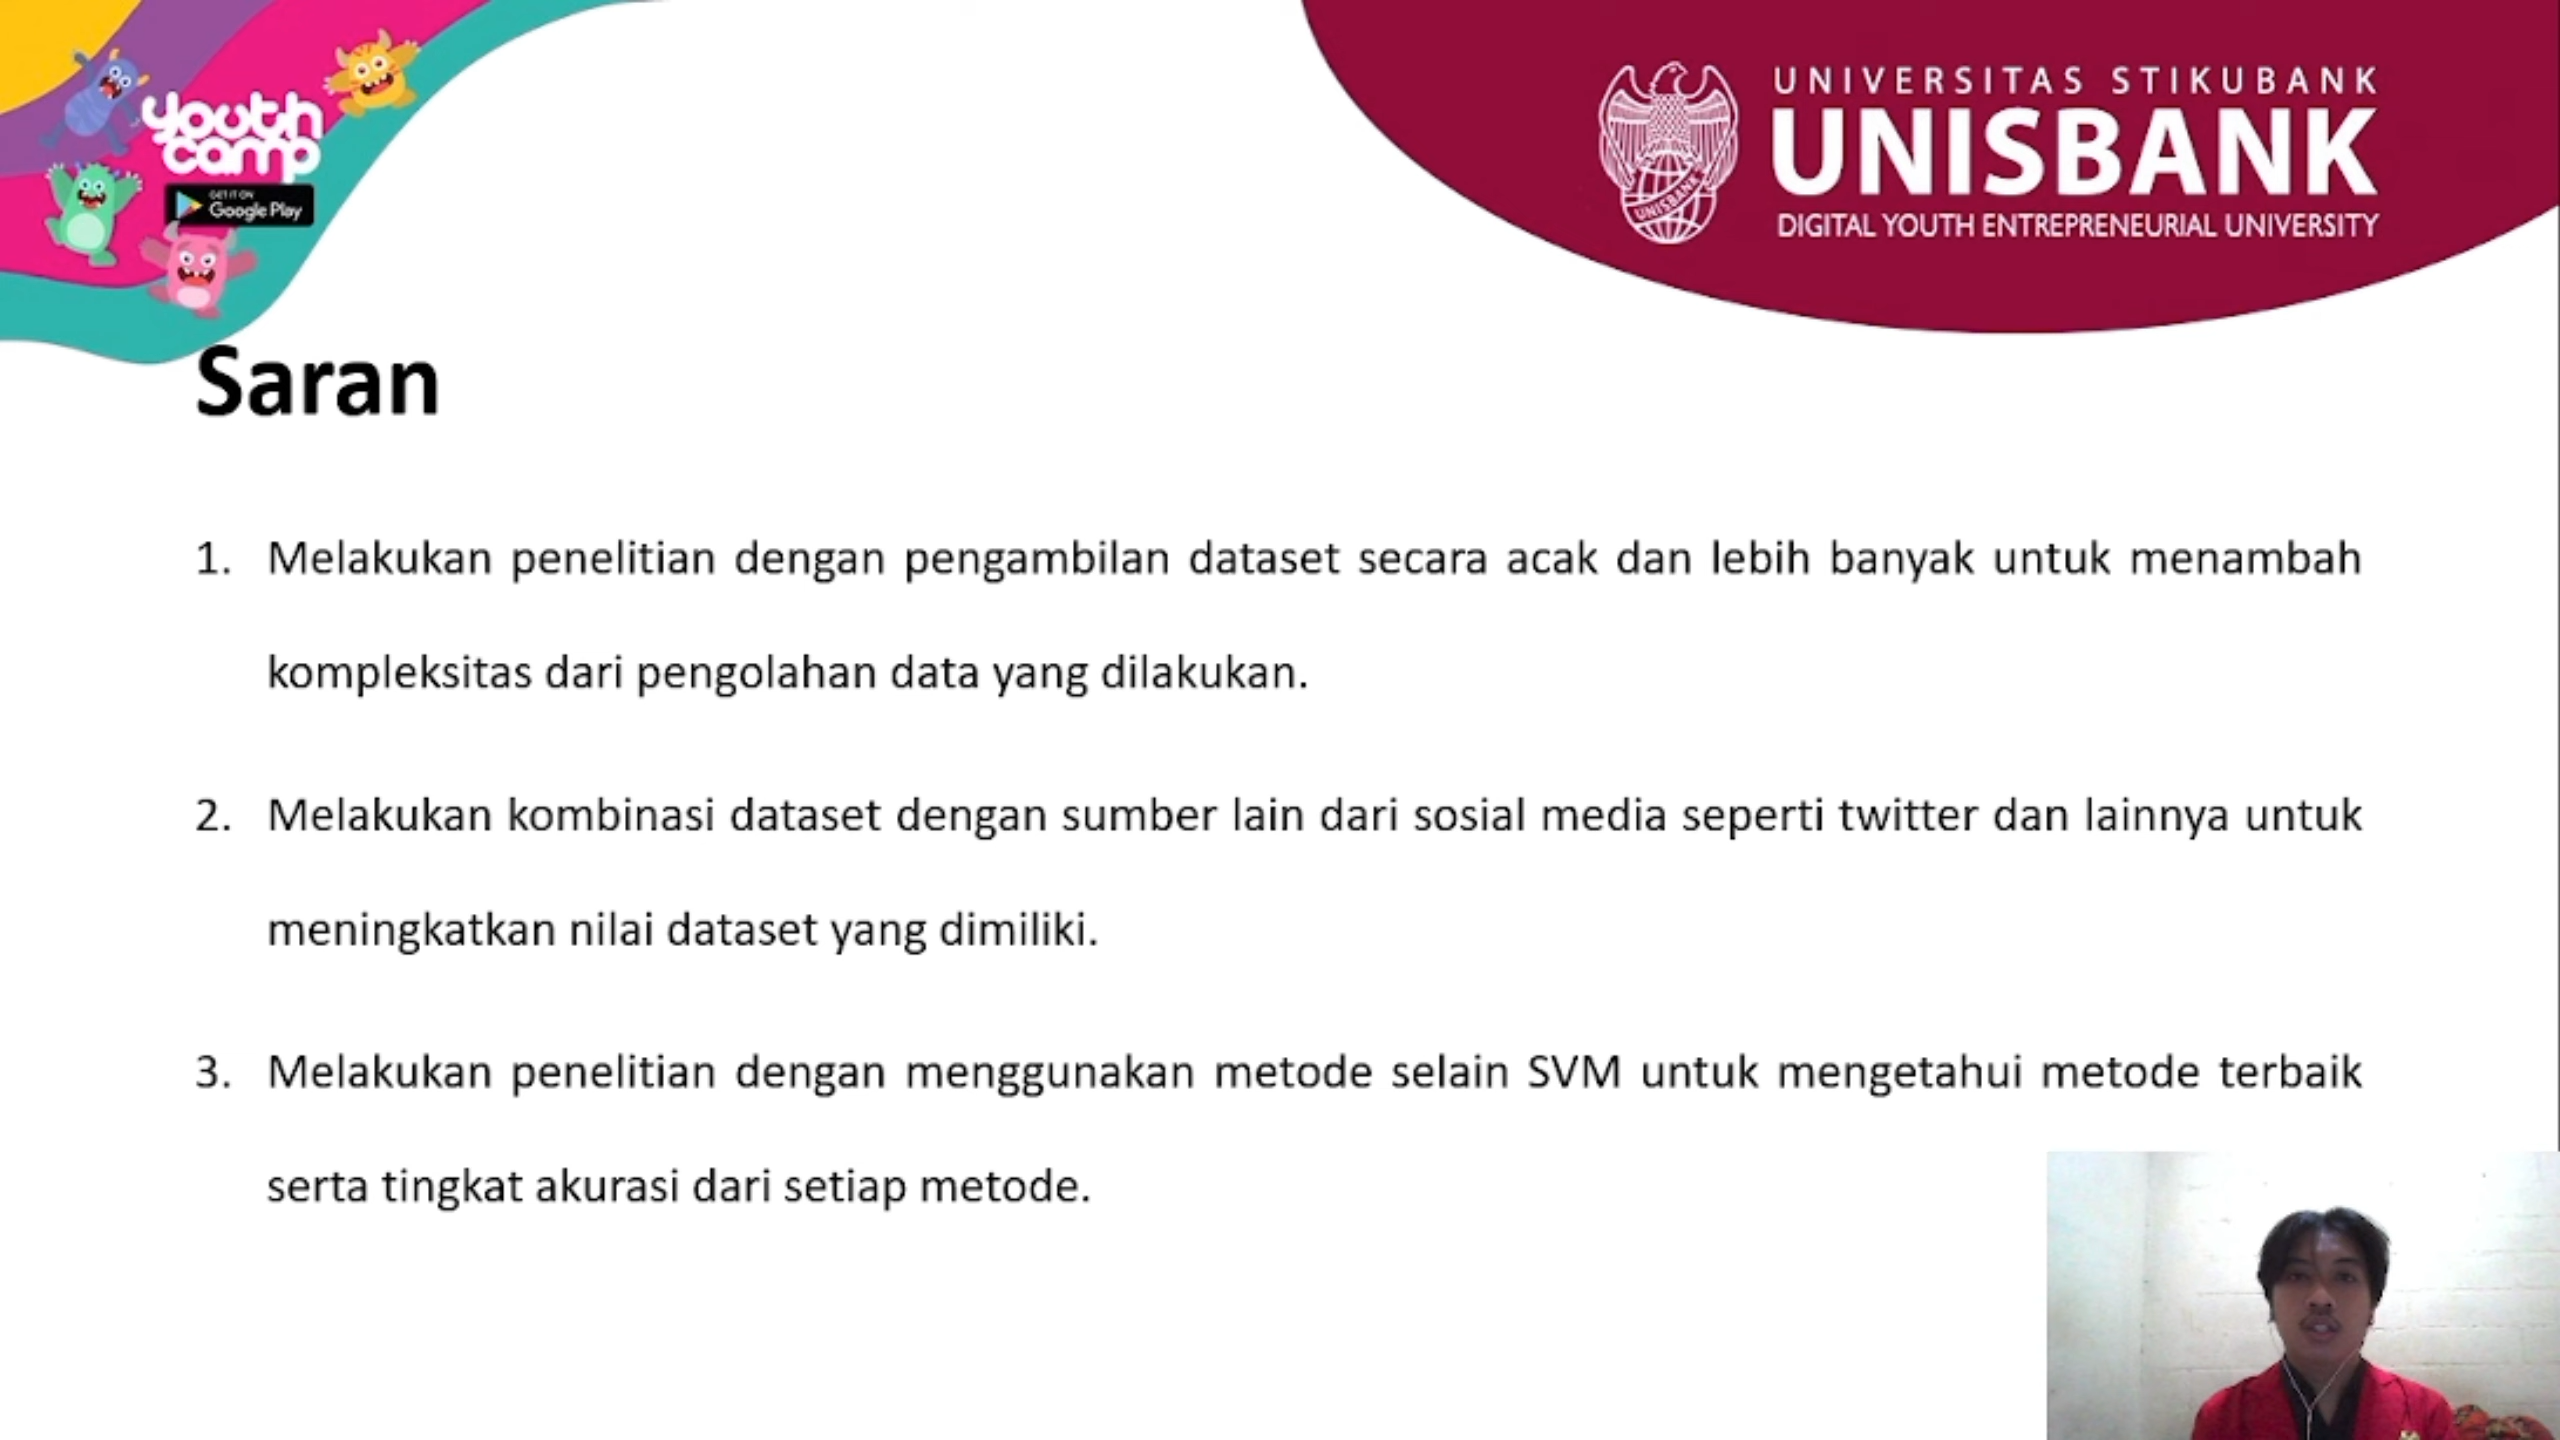 youth
camp
GET IT ON
Google Play
UNIVERSITAS STIKUBANK
UNISBANK
DIGITAL YOUTH ENTREPRENEURIAL UNIVERSITY
UNISBANK
Saran
1. Melakukan penelitian dengan pengambilan dataset secara acak dan lebih banyak untuk menambah
kompleksitas dari pengolahan data yang dilakukan.
2. Melakukan kombinasi dataset dengan sumber lain dari sosial media seperti twitter dan lainnya untuk
meningkatkan nilai dataset yang dimiliki.
3. Melakukan penelitian dengan menggunakan metode selain SVM untuk mengetahui metode terbaik
serta tingkat akurasi dari setiap metode.